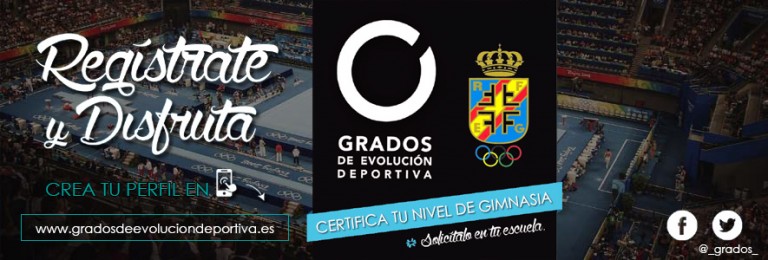 Regístrate
y Disfruta
CREA TU PERFÍL EN
www.gradosdeevoluciondeportiva.es
GRADOS
DE EVOLUCIÓN
DEPORTIVA
R F
E G
CERTIFICA TU NIVEL DE GIMNASIA
# Solicítalo en tu escuela.
@_grados_